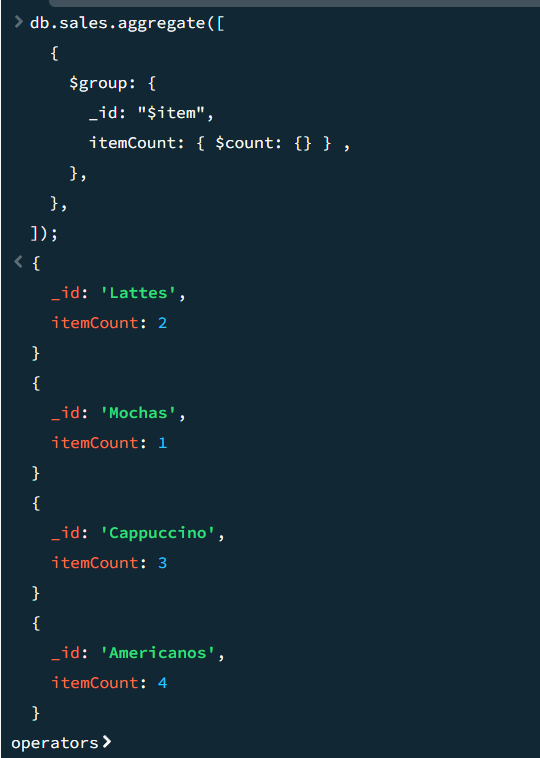 db.sales.aggregate([
{
$group: {
_id: "$item",
itemCount: { $count: {} } ,
},
},
]);
{
_id: 'Lattes',
itemCount: 2
}
{
_id: 'Mochas',
itemCount: 1
}
{
_id: 'Cappuccino',
itemCount: 3
}
{
_id: 'Americanos',
itemCount: 4
}
operators>